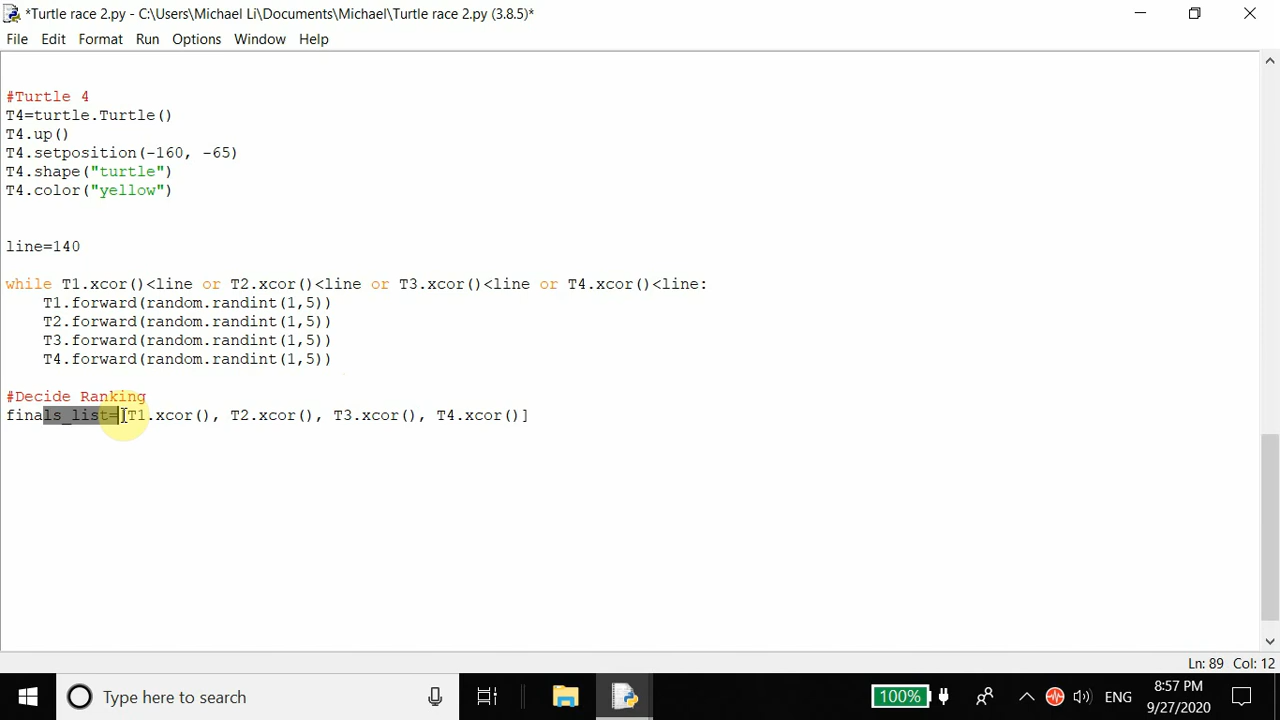 *Turtle race 2.py - C:\Users\Michael Li\Documents\Michael\Turtle race 2.py (3.8.5)*
File Edit Format Run Options Window Help
#Turtle 4
T4=turtle.Turtle()
T4.up()
T4.setposition(-160, -65)
T4.shape("turtle")
T4.color("yellow")
line=140
while T1.xcor()<line or T2.xcor()<line or T3.xcor()<line or T4.xcor()<line:
    T1.forward(random.randint(1,5))
    T2.forward(random.randint(1,5))
    T3.forward(random.randint(1,5))
    T4.forward(random.randint(1,5))
#Decide Ranking
finals_list=[T1.xcor(), T2.xcor(), T3.xcor(), T4.xcor()]
Ln: 89 Col: 12
Type here to search
100%
ENG
8:57 PM
9/27/2020